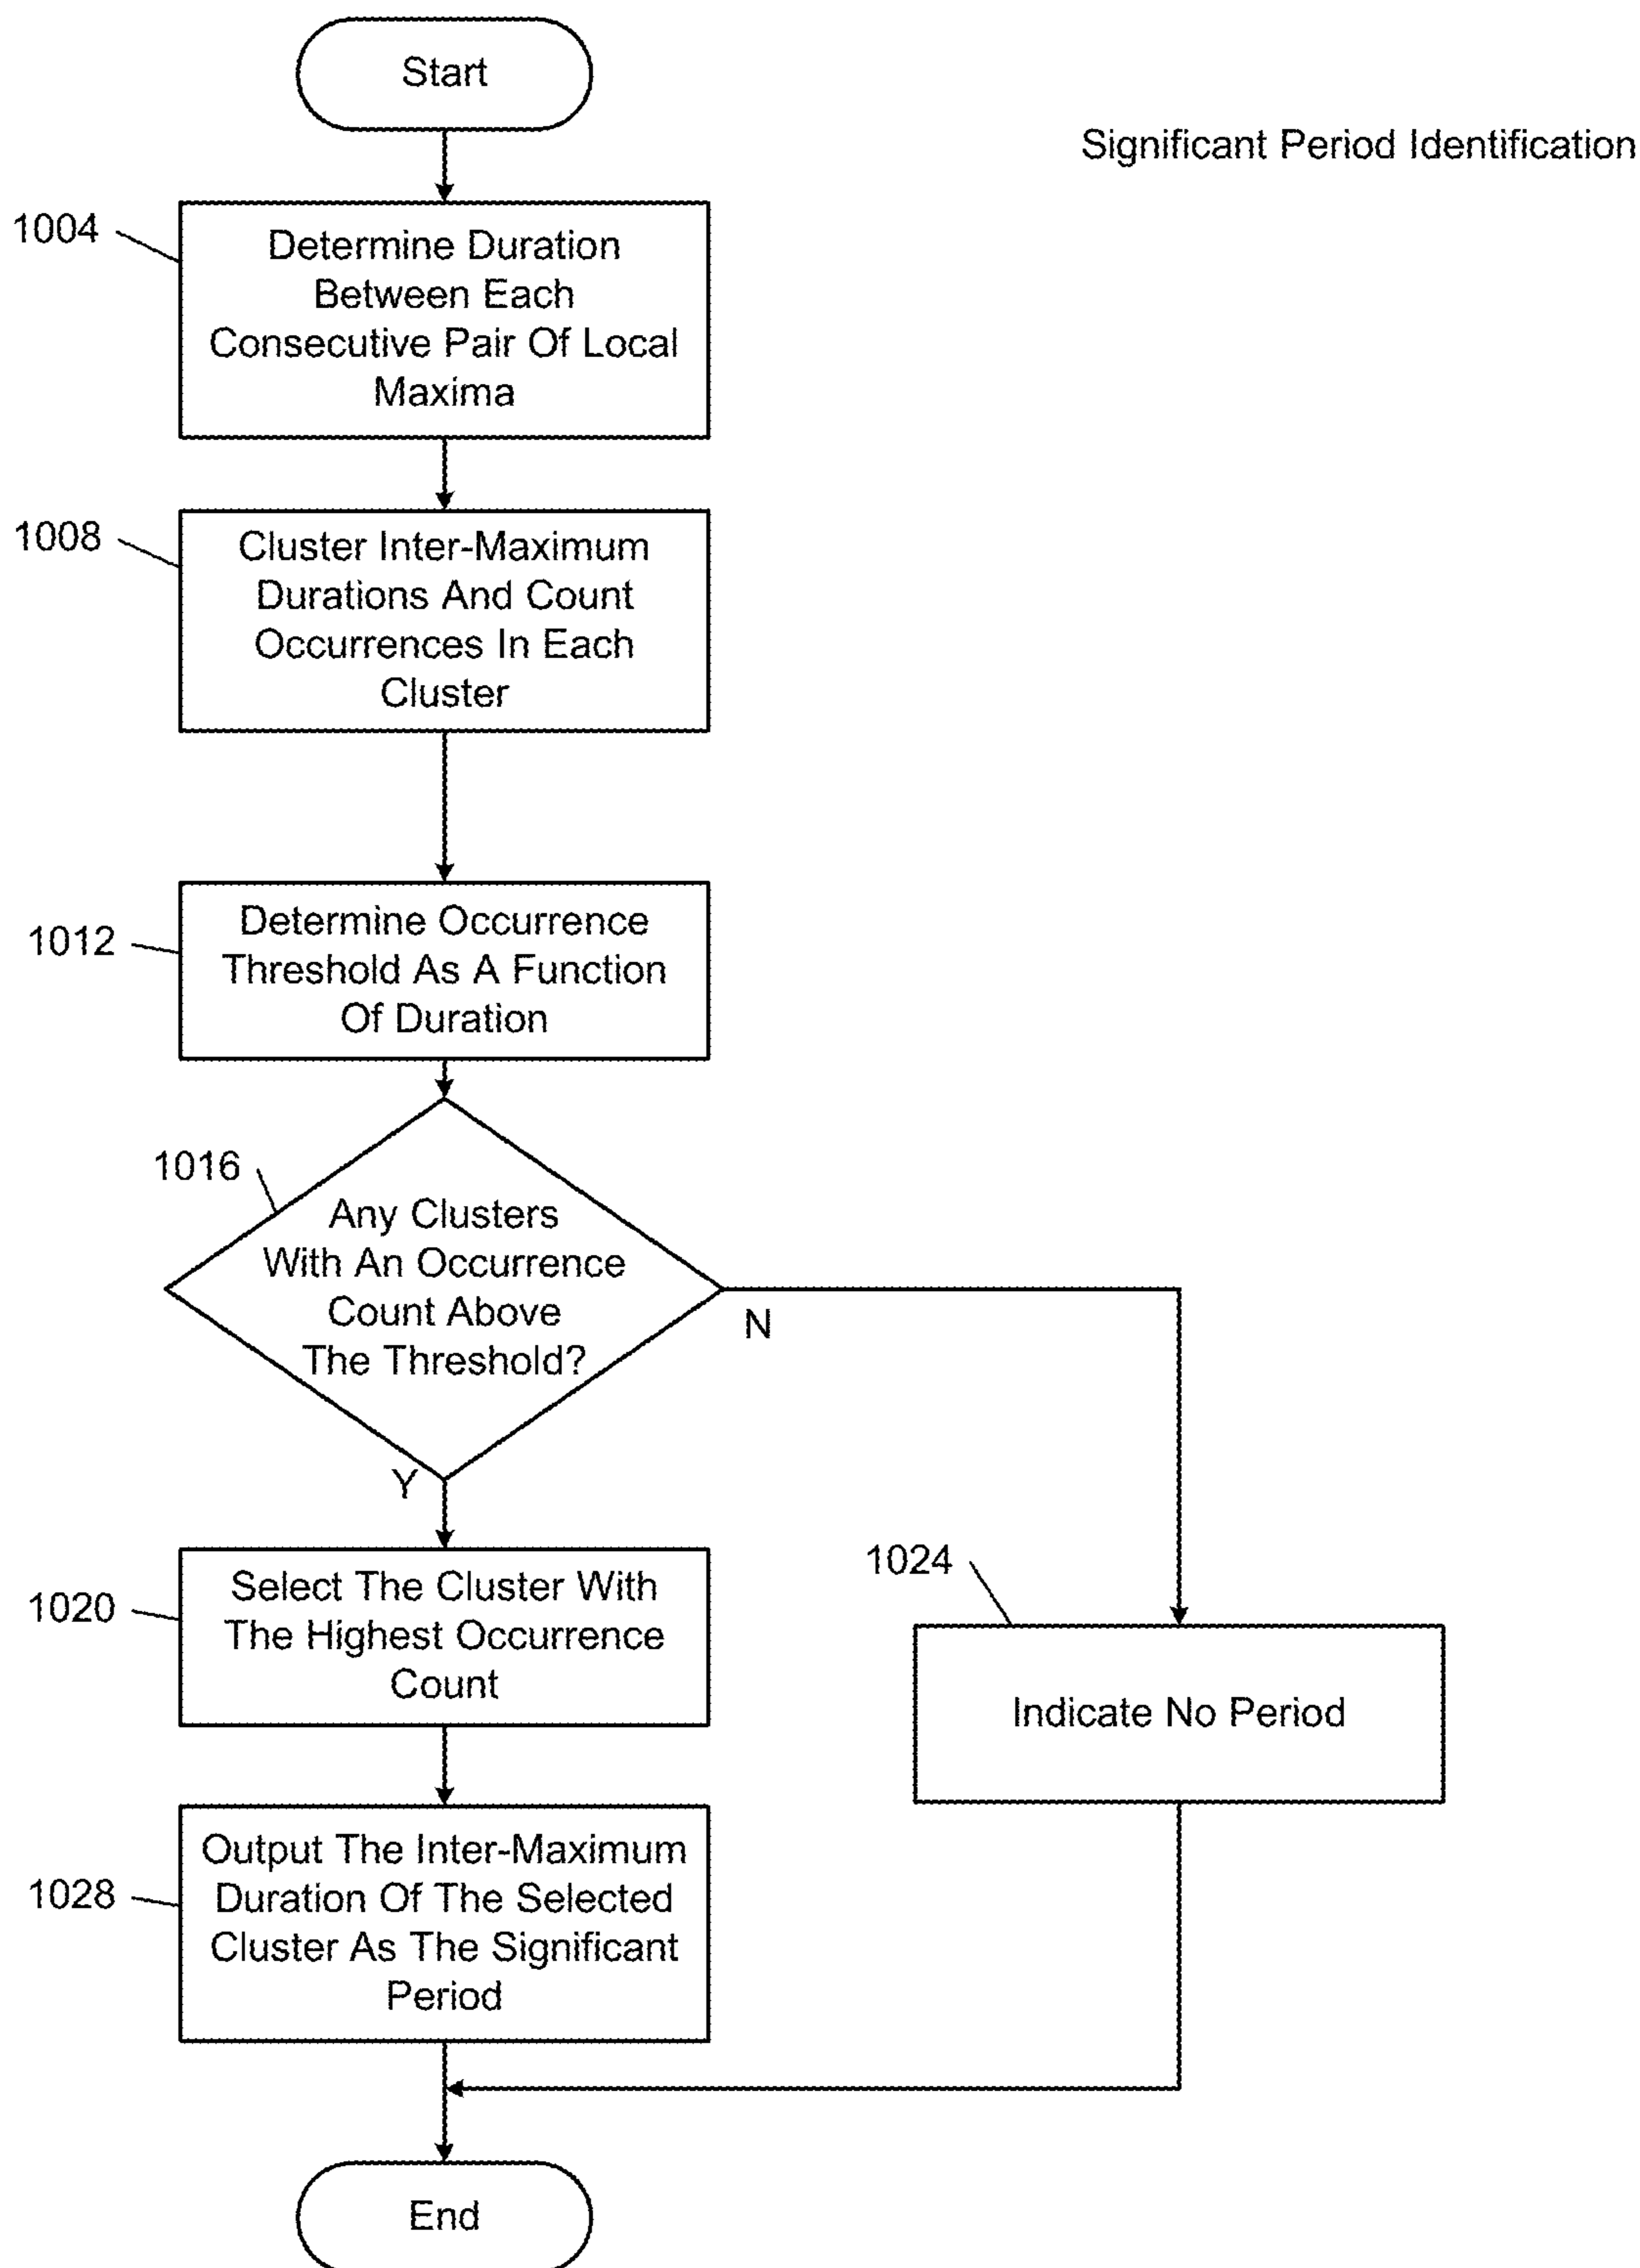 Start
Significant Period Identification
1004
Determine Duration
Between Each
Consecutive Pair Of Local
Maxima
1008
Cluster Inter-Maximum
Durations And Count
Occurrences In Each
Cluster
1012
Determine Occurrence
Threshold As A Function
Of Duration
1016
Any Clusters
With An Occurrence
Count Above
The Threshold?
N
Y
1020
Select The Cluster With
The Highest Occurrence
Count
1024
Indicate No Period
1028
Output The Inter-Maximum
Duration Of The Selected
Cluster As The Significant
Period
End